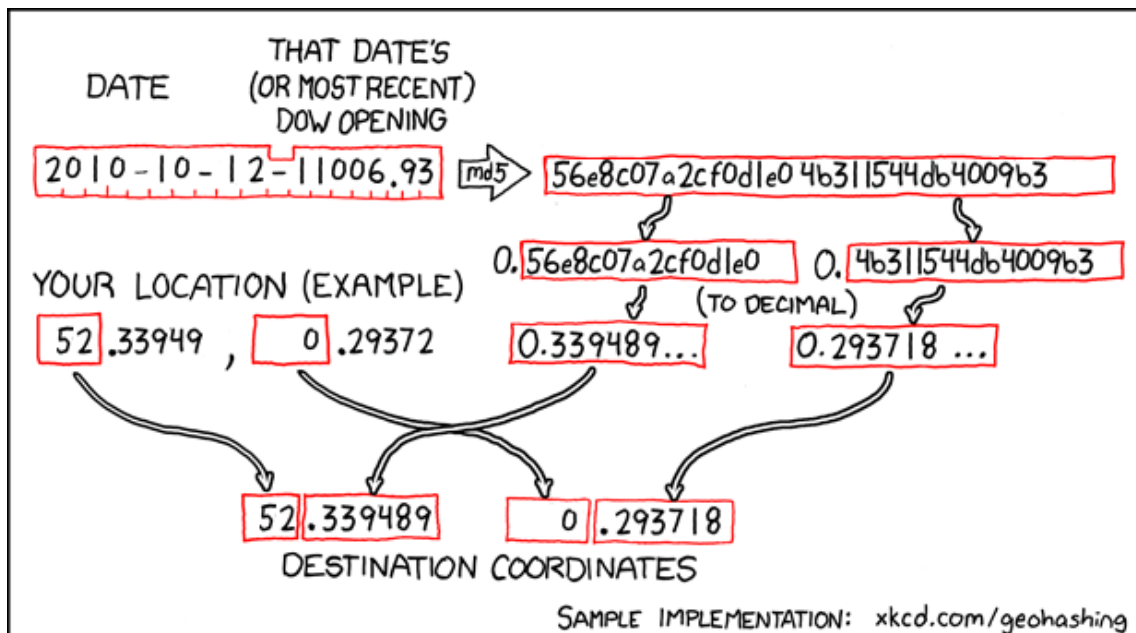 THAT DATE'S
DATE (OR MOST RECENT)
DOW OPENING
2010-10-12-11006.93 md5 56e8c07a2cf0d1e04b311544db4009b3
0.56e8c07a2cf0d1e0 0.4b311544db4009b3
YOUR LOCATION (EXAMPLE) (TO DECIMAL)
52.33949, 0.29372 0.339489... 0.293718...
52.339489 0.293718
DESTINATION COORDINATES
SAMPLE IMPLEMENTATION: xkcd.com/geohashing